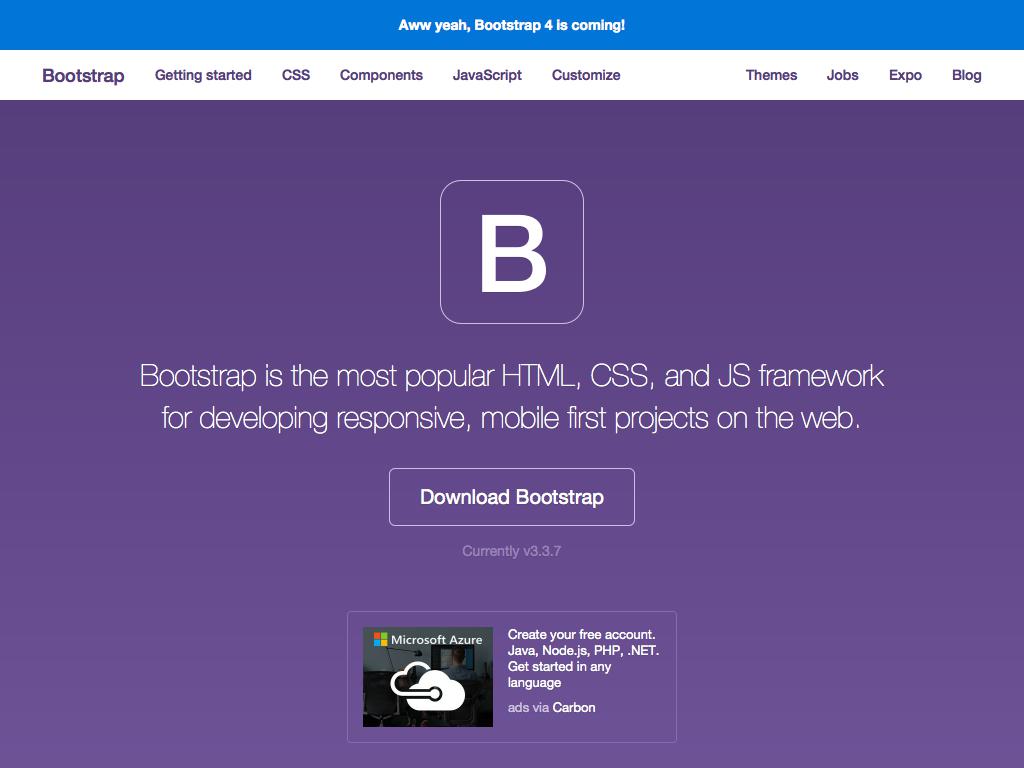 Aww yeah, Bootstrap 4 is coming!
Bootstrap Getting started CSS Components JavaScript Customize Themes Jobs Expo Blog
B
Bootstrap is the most popular HTML, CSS, and JS framework
for developing responsive, mobile first projects on the web.
Download Bootstrap
Currently v3.3.7
Microsoft Azure
Create your free account.
Java, Node.js, PHP, .NET.
Get started in any
language
ads via Carbon